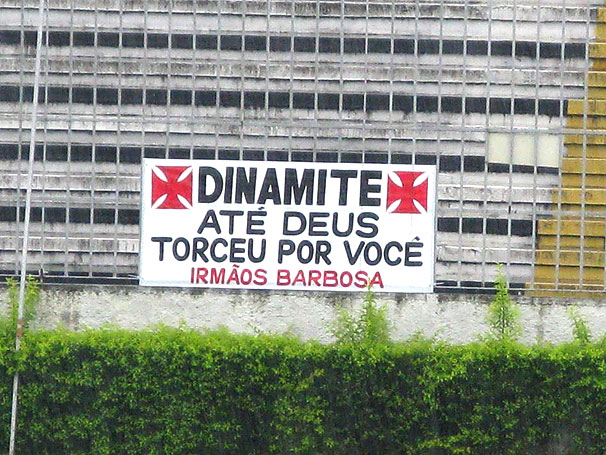 DINAMITE
ATÉ DEUS
TORCEU POR VOCÊ
IRMÃOS BARBOSA